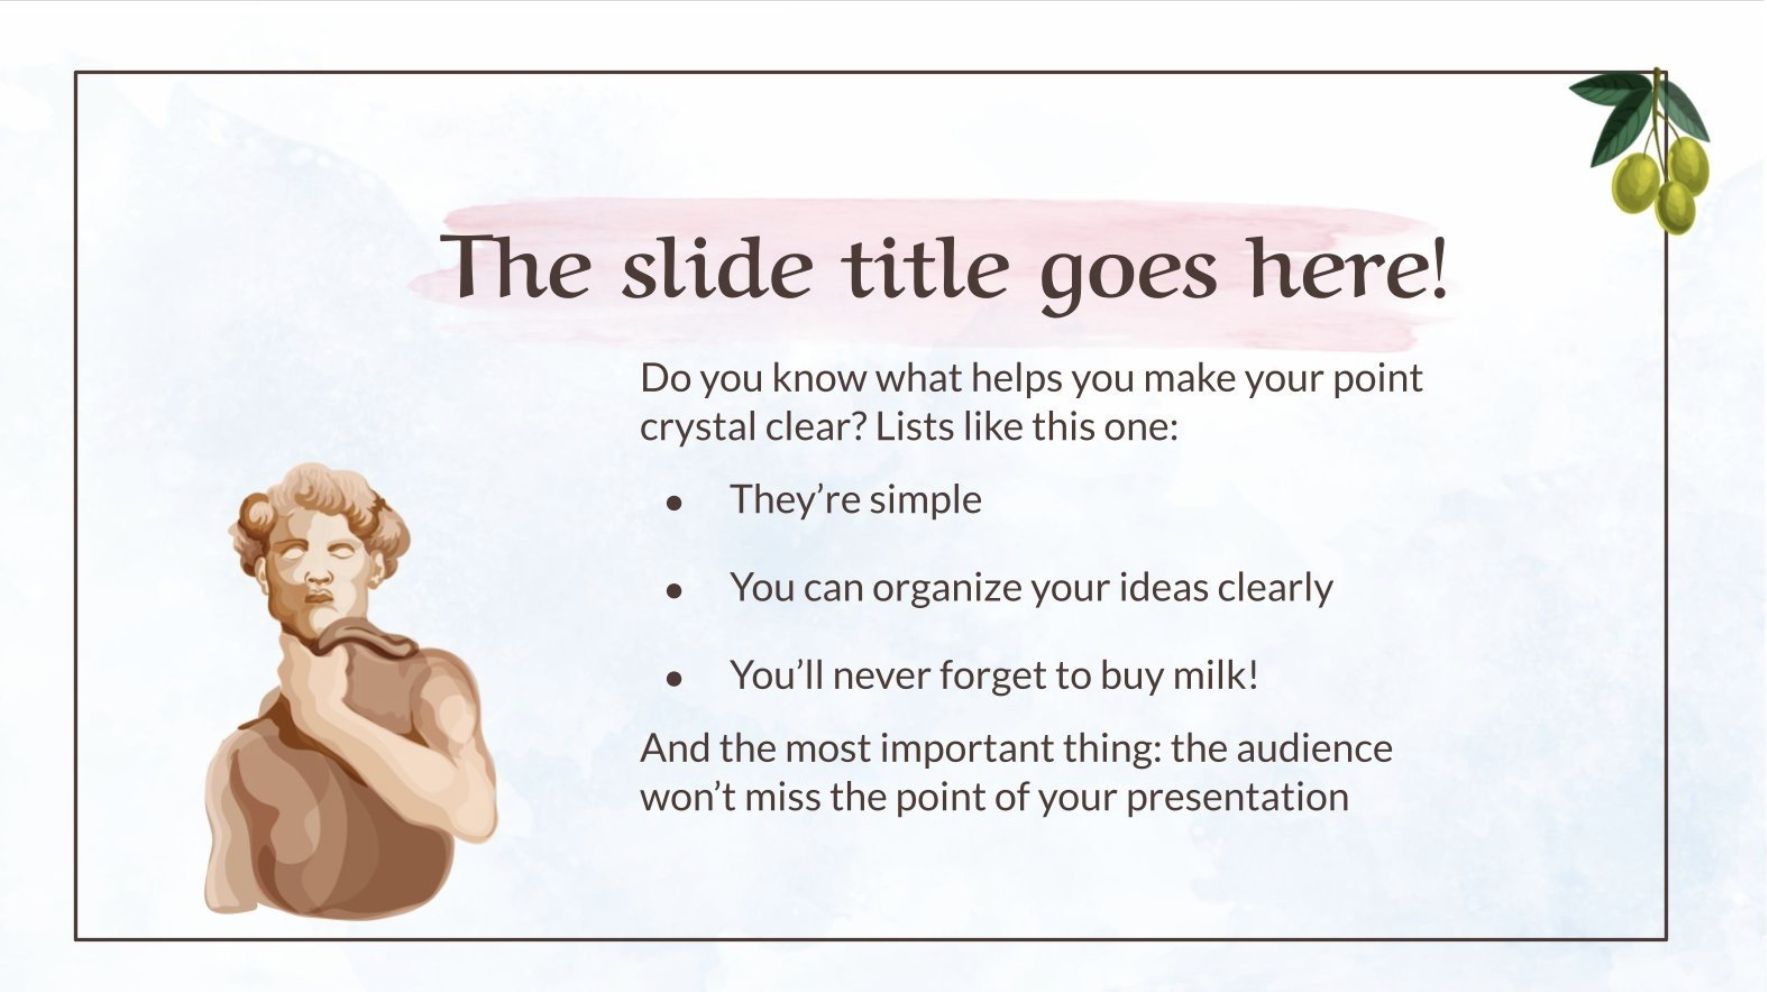 The slide title goes here!
Do you know what helps you make your point
crystal clear? Lists like this one:
● They’re simple
● You can organize your ideas clearly
● You’ll never forget to buy milk!
And the most important thing: the audience
won’t miss the point of your presentation